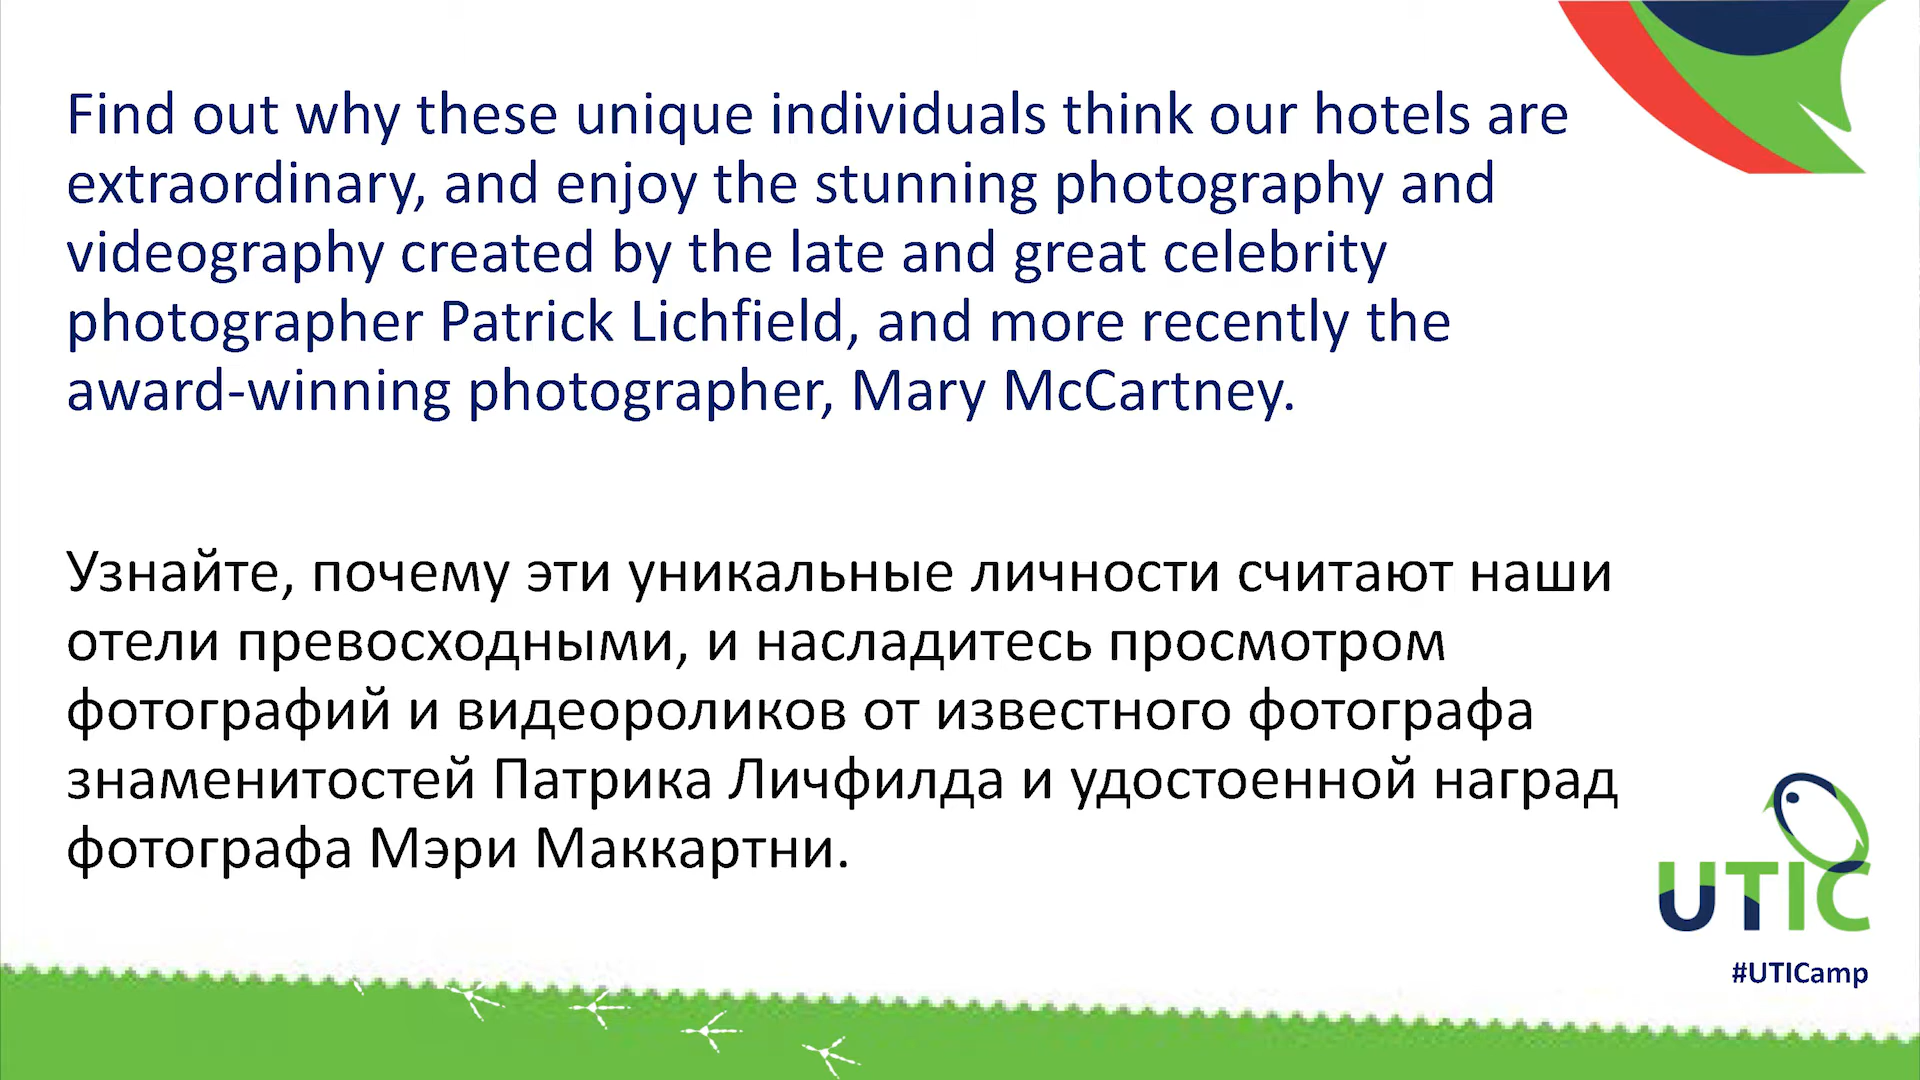 Find out why these unique individuals think our hotels are
extraordinary, and enjoy the stunning photography and
videography created by the late and great celebrity
photographer Patrick Lichfield, and more recently the
award-winning photographer, Mary McCartney.
Узнайте, почему эти уникальные личности считают наши
отели превосходными, и насладитесь просмотром
фотографий и видеороликов от известного фотографа
знаменитостей Патрика Личфилда и удостоенной наград
фотографа Мэри Маккартни.
UTIC
#UTICamp